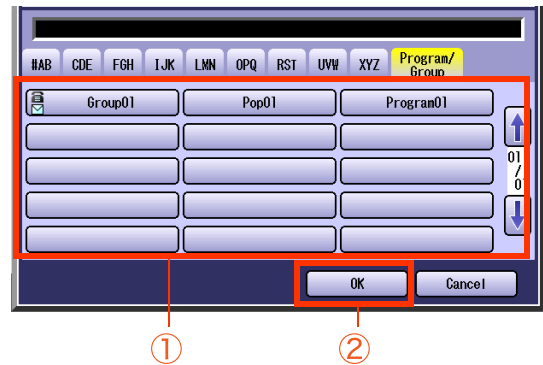 #AB CDE FGH IJK LMN OPQ RST UVW XYZ Program/
Group
Group01 Pop01 Program01
01
/
01
OK Cancel
① ②